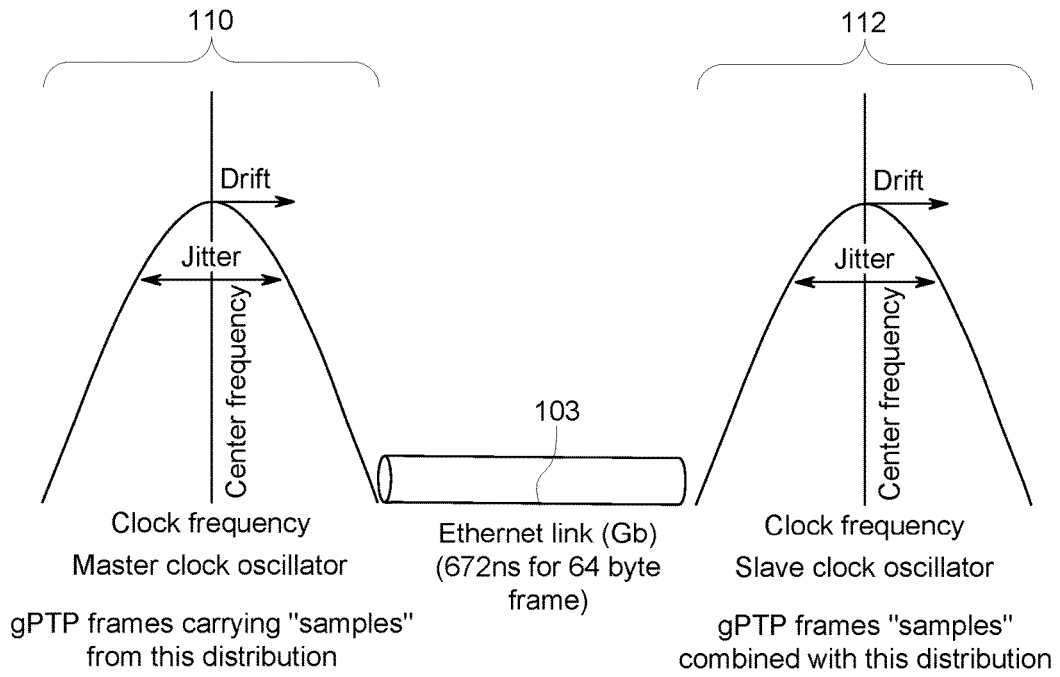 110
112
Drift
Jitter
Center frequency
Drift
Jitter
Center frequency
103
Clock frequency
Master clock oscillator
gPTP frames carrying "samples"
from this distribution
Ethernet link (Gb)
(672ns for 64 byte
frame)
Clock frequency
Slave clock oscillator
gPTP frames "samples"
combined with this distribution